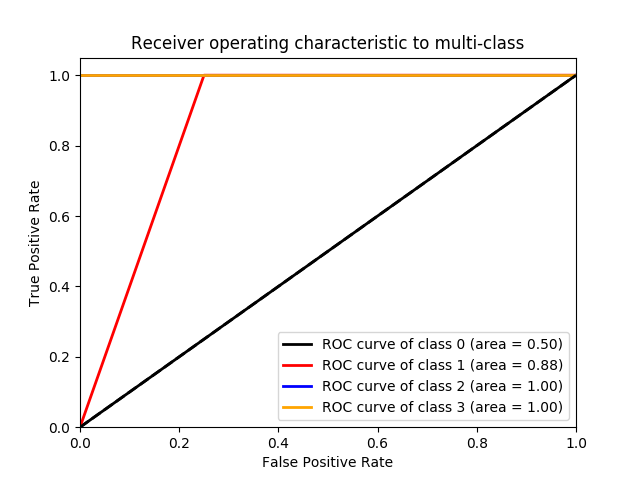 Receiver operating characteristic to multi-class
1.0
0.8
0.6
0.4
0.2
0.0
True Positive Rate
ROC curve of class 0 (area = 0.50)
ROC curve of class 1 (area = 0.88)
ROC curve of class 2 (area = 1.00)
ROC curve of class 3 (area = 1.00)
0.0 0.2 0.4 0.6 0.8 1.0
False Positive Rate